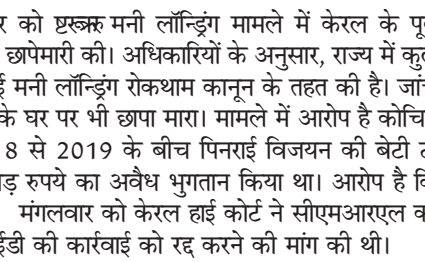 र को ष्टस्ष्क्रू मनी लॉन्ड्रिंग मामले में केरल के पू
छापेमारी की। अधिकारियों के अनुसार, राज्य में कु
ई मनी लॉन्ड्रिंग रोकथाम कानून के तहत की है। जां
के घर पर भी छापा मारा। मामले में आरोप है कोचि
8 से 2019 के बीच पिनराई विजयन की बेटी ट
ड़ रुपये का अवैध भुगतान किया था। आरोप है वि
मंगलवार को केरल हाई कोर्ट ने सीएमआरएल क
ईडी की कार्रवाई को रद्द करने की मांग की थी।